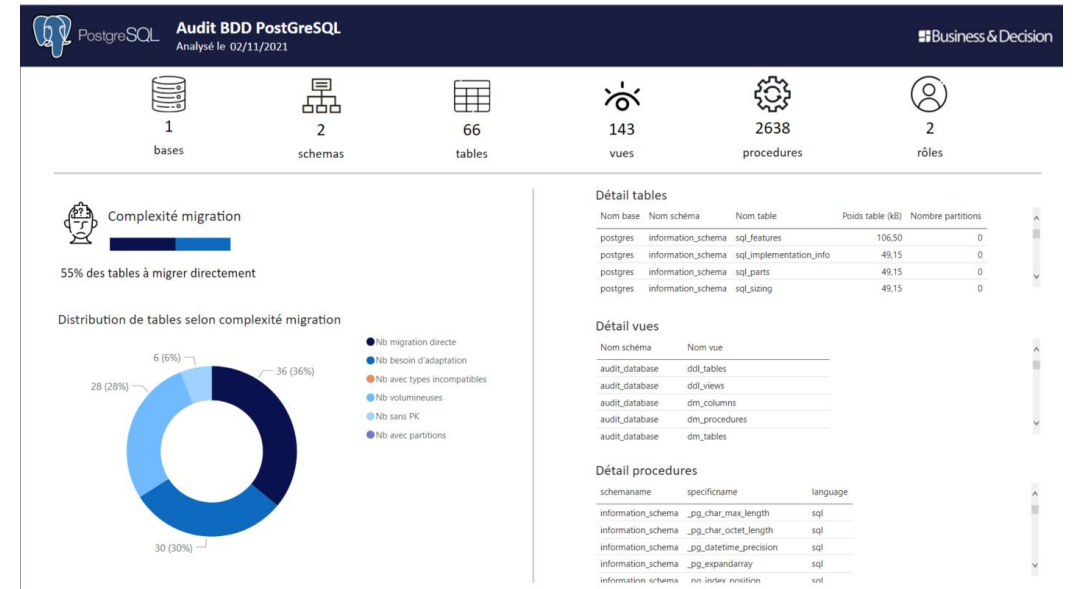 PostgreSQL
Audit BDD PostGreSQL
Analysé le 02/11/2021
Business & Decision
1
bases
2
schemas
66
tables
143
vues
2638
procedures
2
rôles
Complexité migration
55% des tables à migrer directement
Distribution de tables selon complexité migration
6 (6%)
36 (36%)
28 (28%)
30 (30%)
Nb migration directe
Nb besoin d'adaptation
Nb avec types incompatibles
Nb volumineuses
Nb sans PK
Nb avec partitions
Détail tables
Nom base Nom schéma Nom table Poids table (kB) Nombre partitions
postgres information_schema sql_features 106,50 0
postgres information_schema sql_implementation_info 49,15 0
postgres information_schema sql_parts 49,15 0
postgres information_schema sql_sizing 49,15 0
Détail vues
Nom schéma Nom vue
audit_database ddl_tables
audit_database ddl_views
audit_database dm_columns
audit_database dm_procedures
audit_database dm_tables
Détail procedures
schemaname specificname language
information_schema _pg_char_max_length sql
information_schema _pg_char_octet_length sql
information_schema _pg_datetime_precision sql
information_schema _pg_expandarray sql
information_schema _pg_index_position sql